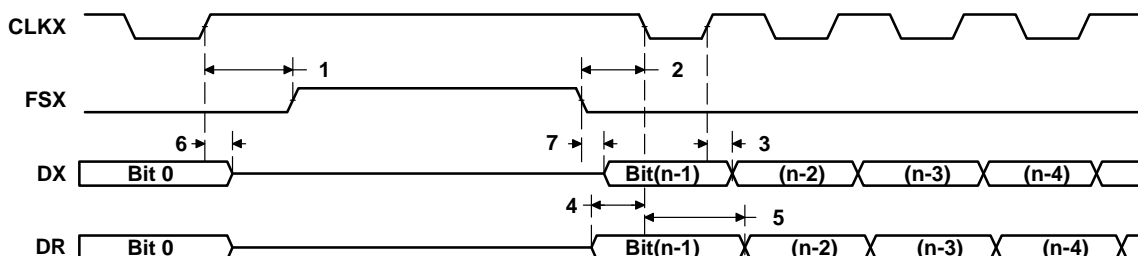 CLKX
1 2
FSX
6 7 3
DX Bit 0 Bit(n-1) (n-2) (n-3) (n-4)
4 5
DR Bit 0 Bit(n-1) (n-2) (n-3) (n-4)